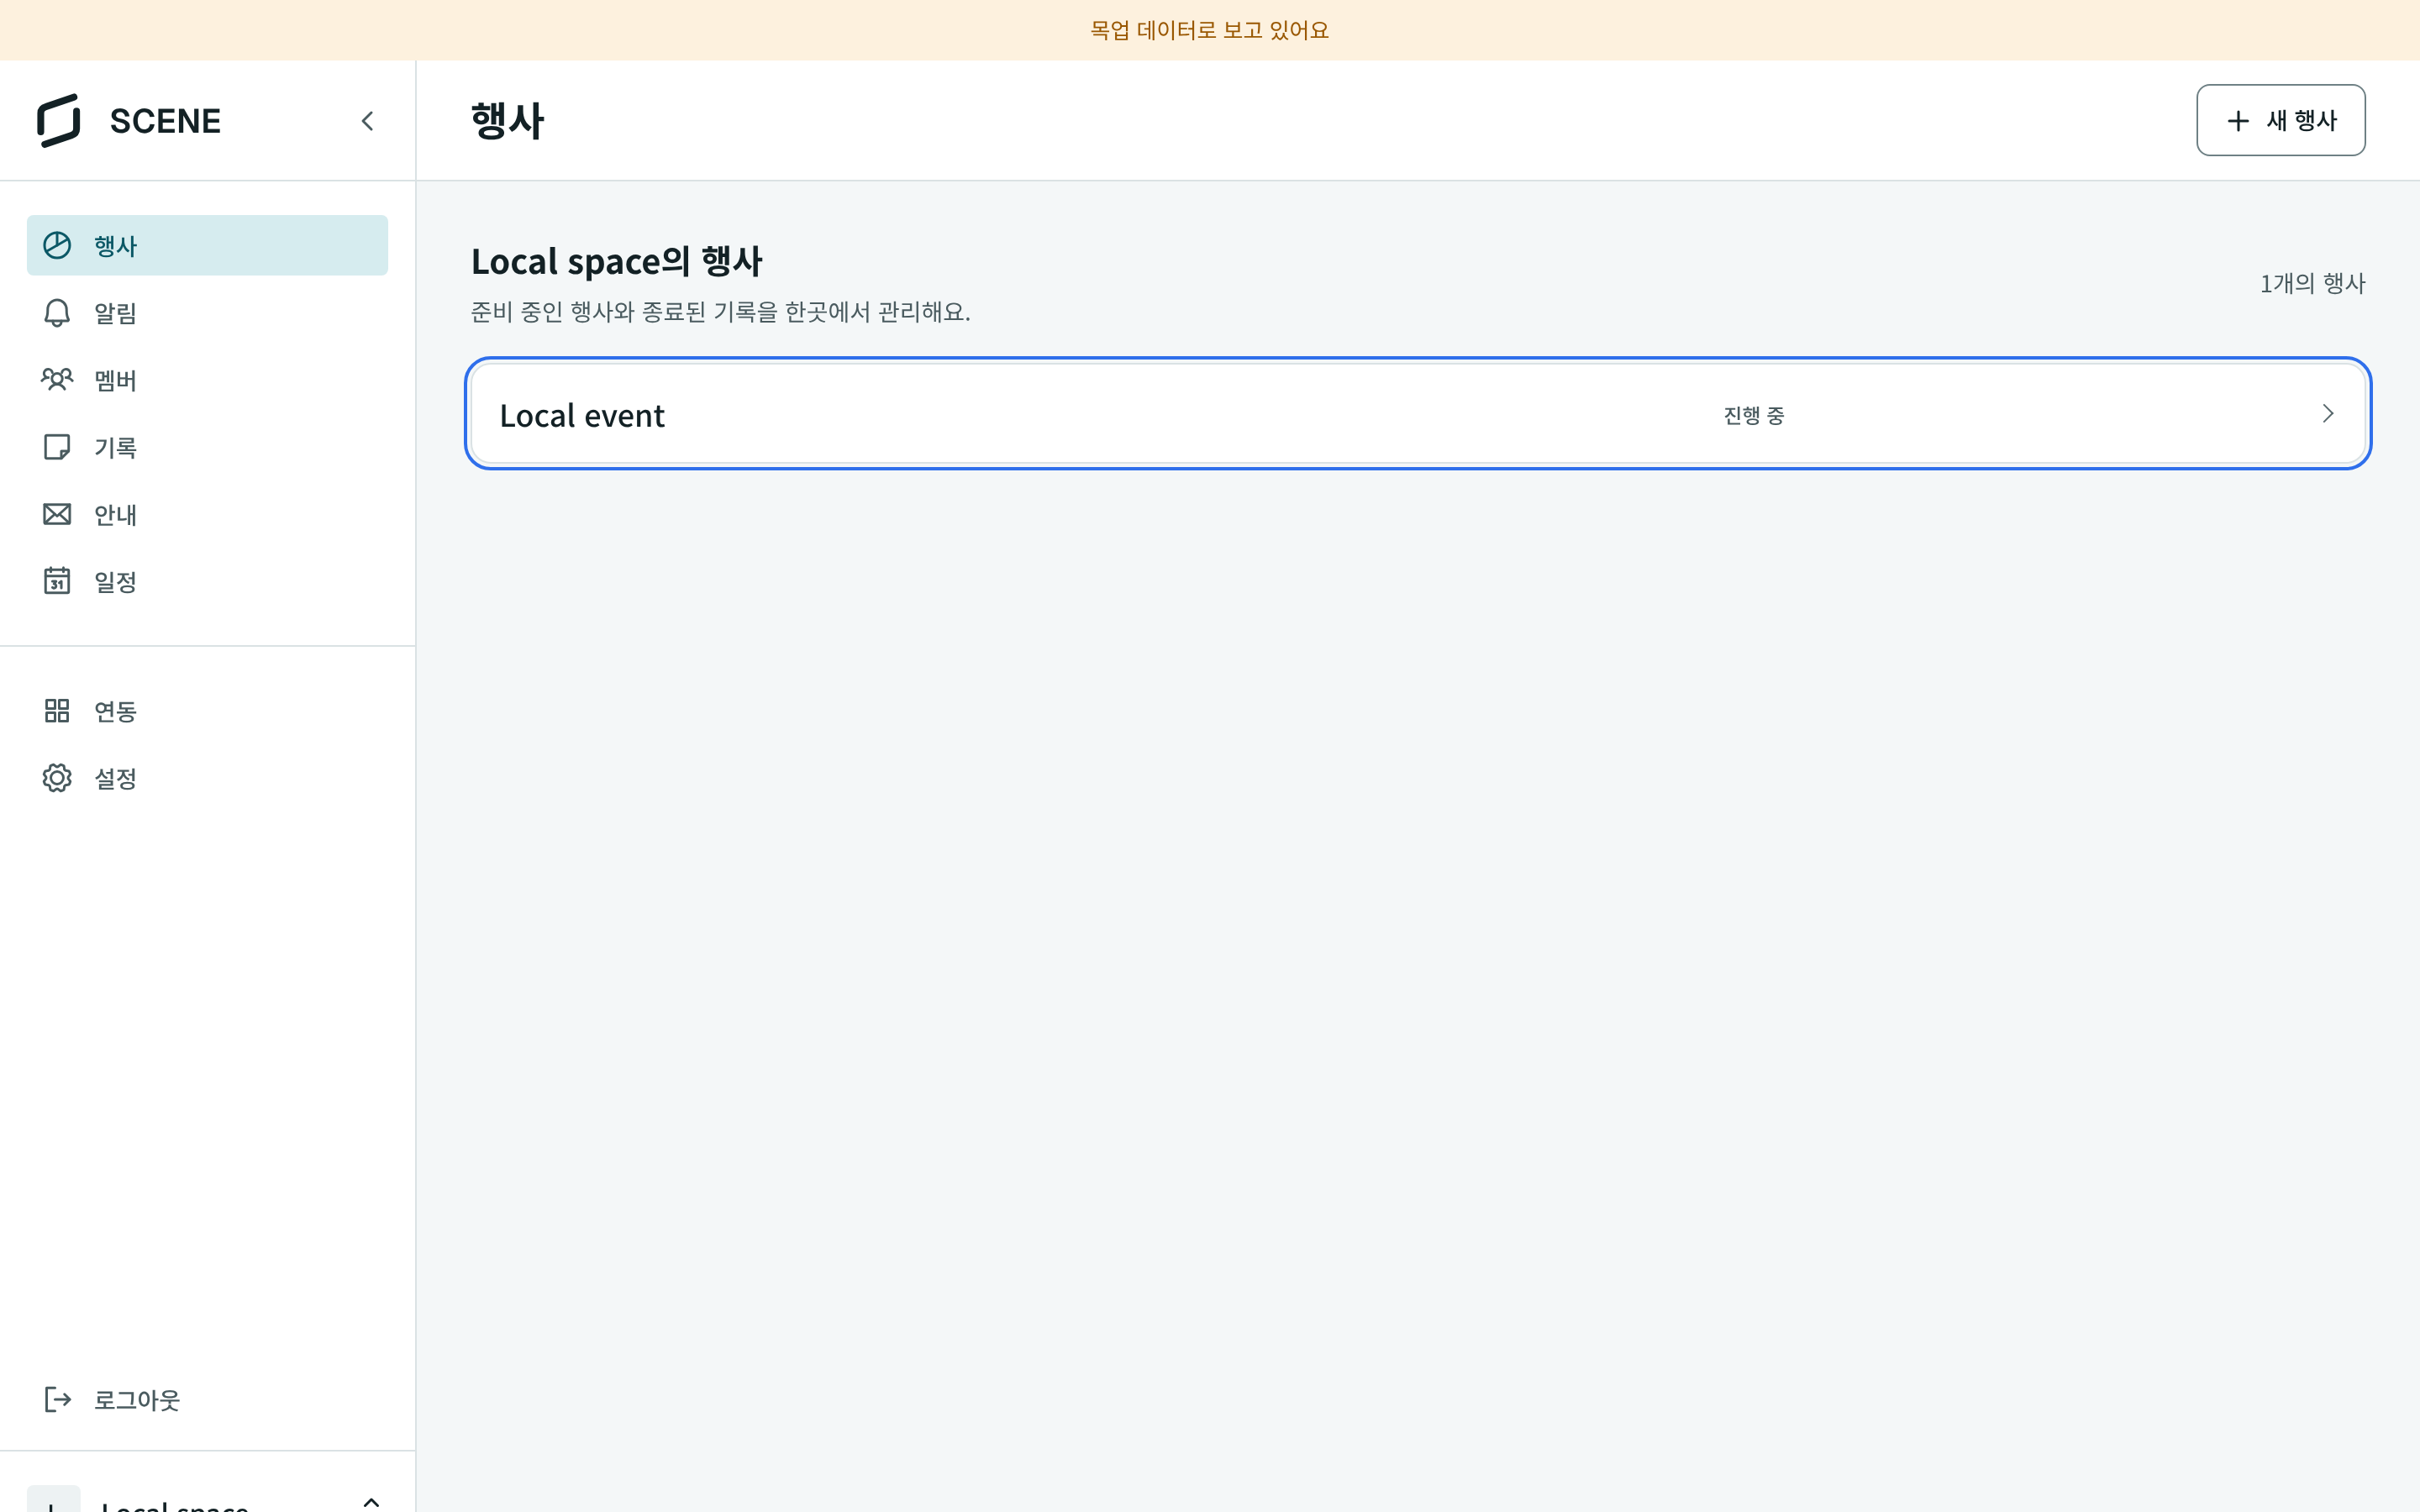 목업 데이터로 보고 있어요
SCENE
행사
새 행사
행사
알림
멤버
기록
안내
31
일정
연동
설정
로그아웃
Local space
Local space의 행사
준비 중인 행사와 종료된 기록을 한곳에서 관리해요.
1개의 행사
Local event
진행 중